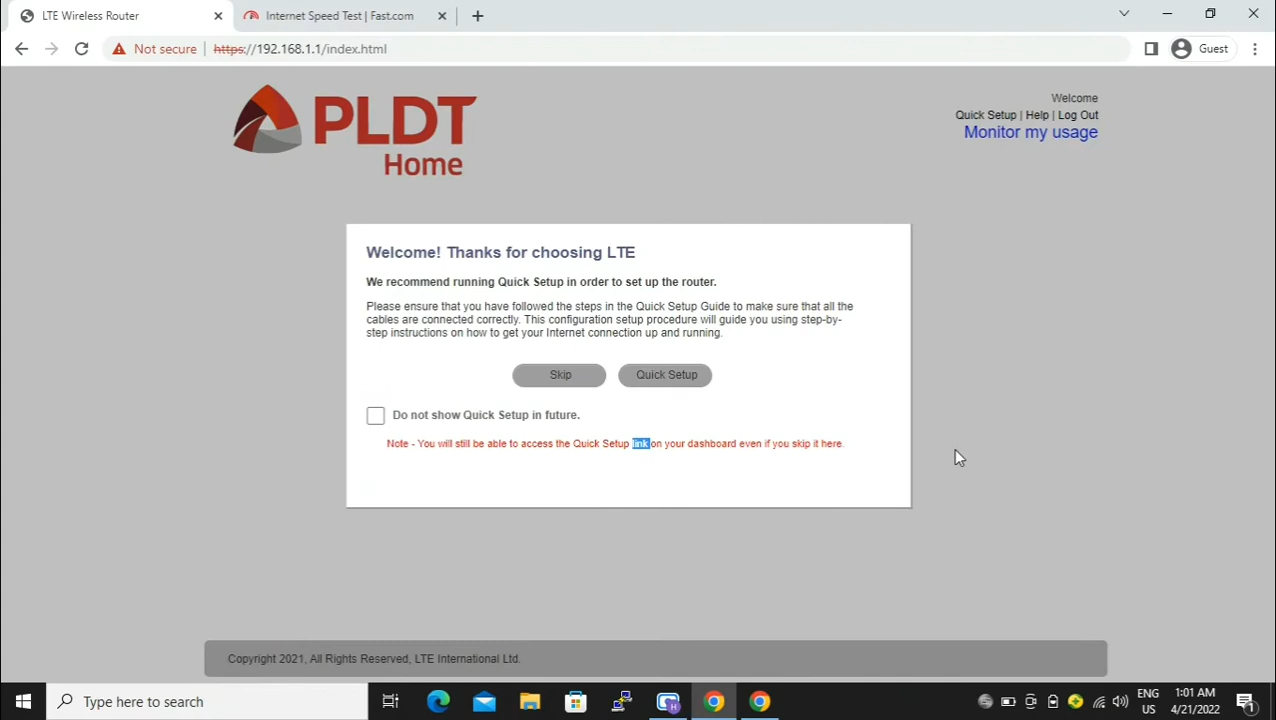 LTE Wireless Router
Internet Speed Test | Fast.com
Not secure
https://192.168.1.1/index.html
Guest
PLDT
Home
Welcome
Quick Setup | Help | Log Out
Monitor my usage
Welcome! Thanks for choosing LTE
We recommend running Quick Setup in order to set up the router.
Please ensure that you have followed the steps in the Quick Setup Guide to make sure that all the
cables are connected correctly. This configuration setup procedure will guide you using step-by-
step instructions on how to get your Internet connection up and running.
Skip
Quick Setup
Do not show Quick Setup in future.
Note - You will still be able to access the Quick Setup link on your dashboard even if you skip it here.
Copyright 2021, All Rights Reserved, LTE International Ltd.
Type here to search
ENG
US
1:01 AM
4/21/2022
1